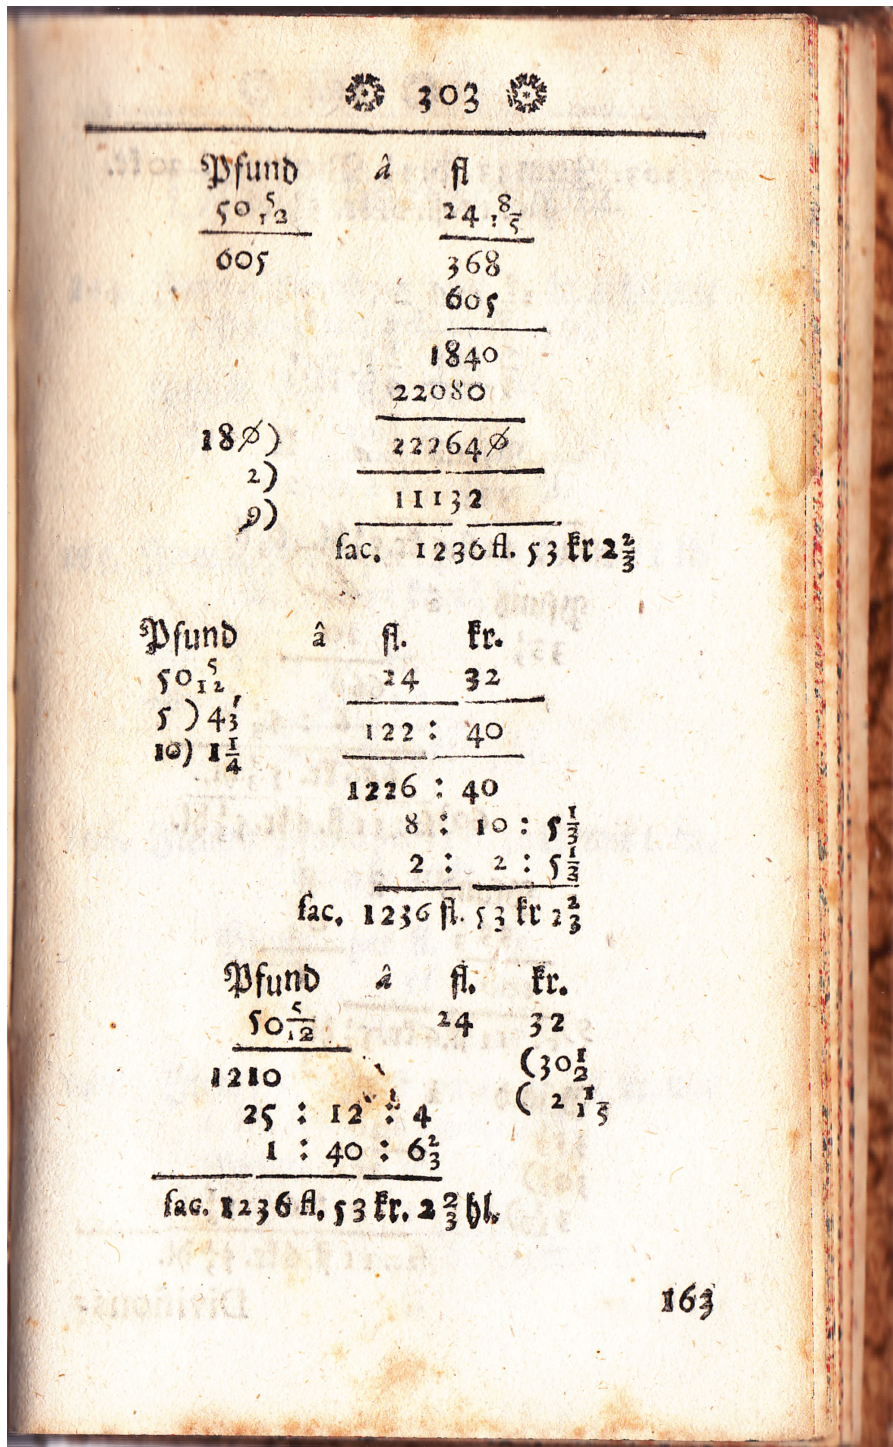 303
Pfund â fl
50 5/12 24 8/15
605 368
605
1840
22080
180) 222640
2)
11132
9)
fac. 1236 fl. 53 kr 2 2/3
Pfund â fl. kr.
50 5/12 24 32
5 ) 4 1/3 122 : 40
10) 1 1/4
1226 : 40
8 : 10 : 5 1/3
2 : 2 : 5 1/3
fac. 1236 fl. 53 kr 2 2/3
Pfund â fl. kr.
50 5/12 24 32
(30 1/2
1210
( 2 1/15
25 : 12 : 4
1 : 40 : 6 2/3
fac. 1236 fl. 53 kr. 2 2/3 hl.
163